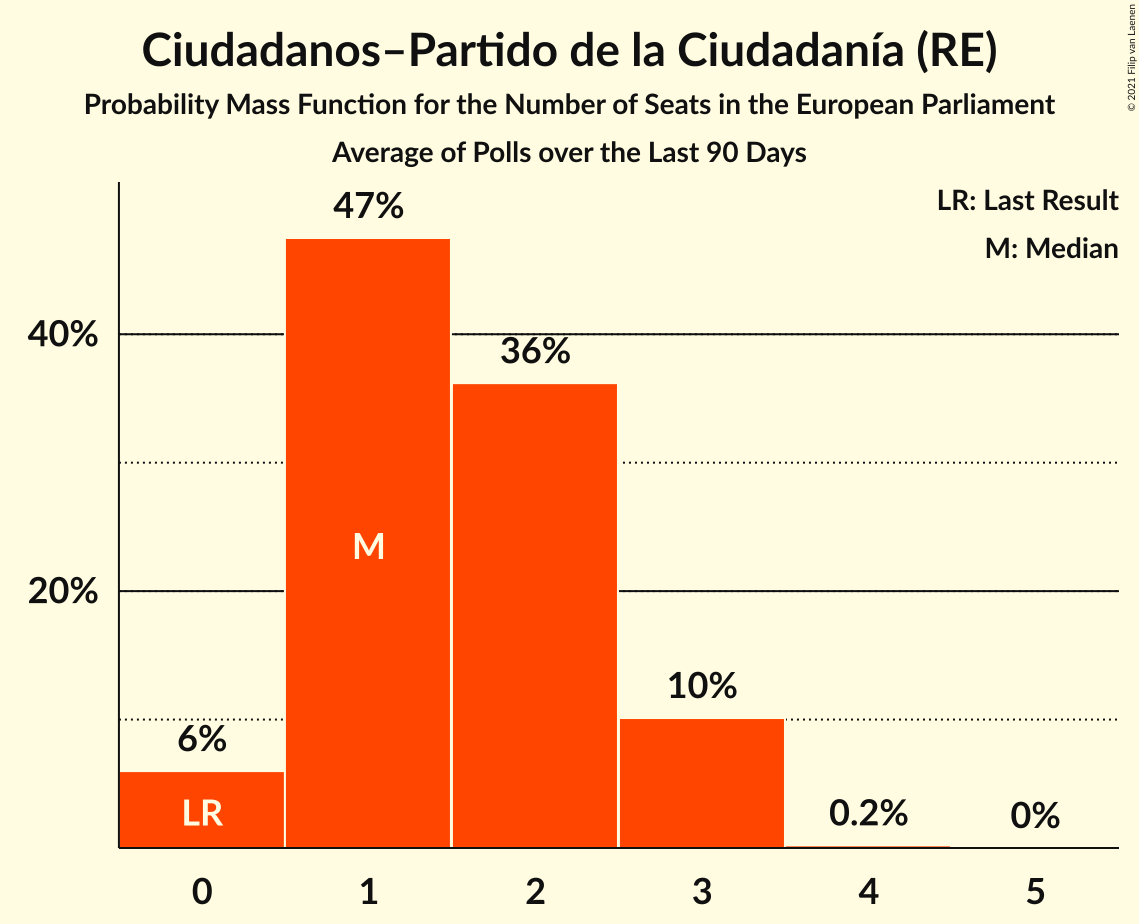 Ciudadanos–Partido de la Ciudadanía (RE)
Probability Mass Function for the Number of Seats in the European Parliament
Average of Polls over the Last 90 Days
© 2021 Filip van Laenen
LR: Last Result
M: Median
47%
40%
36%
M
20%
10%
6%
LR
0.2%
0%
0 1 2 3 4 5